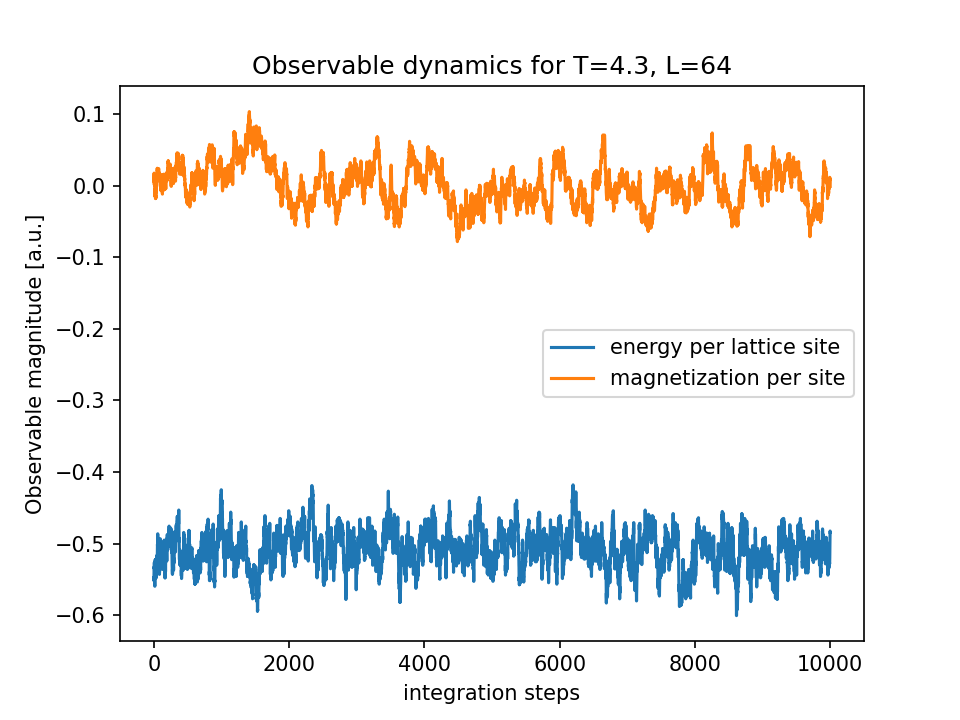 Observable dynamics for T=4.3, L=64
0.1
0.0
−0.1
−0.2
−0.3
−0.4
−0.5
−0.6
Observable magnitude [a.u.]
energy per lattice site
magnetization per site
0 2000 4000 6000 8000 10000
integration steps